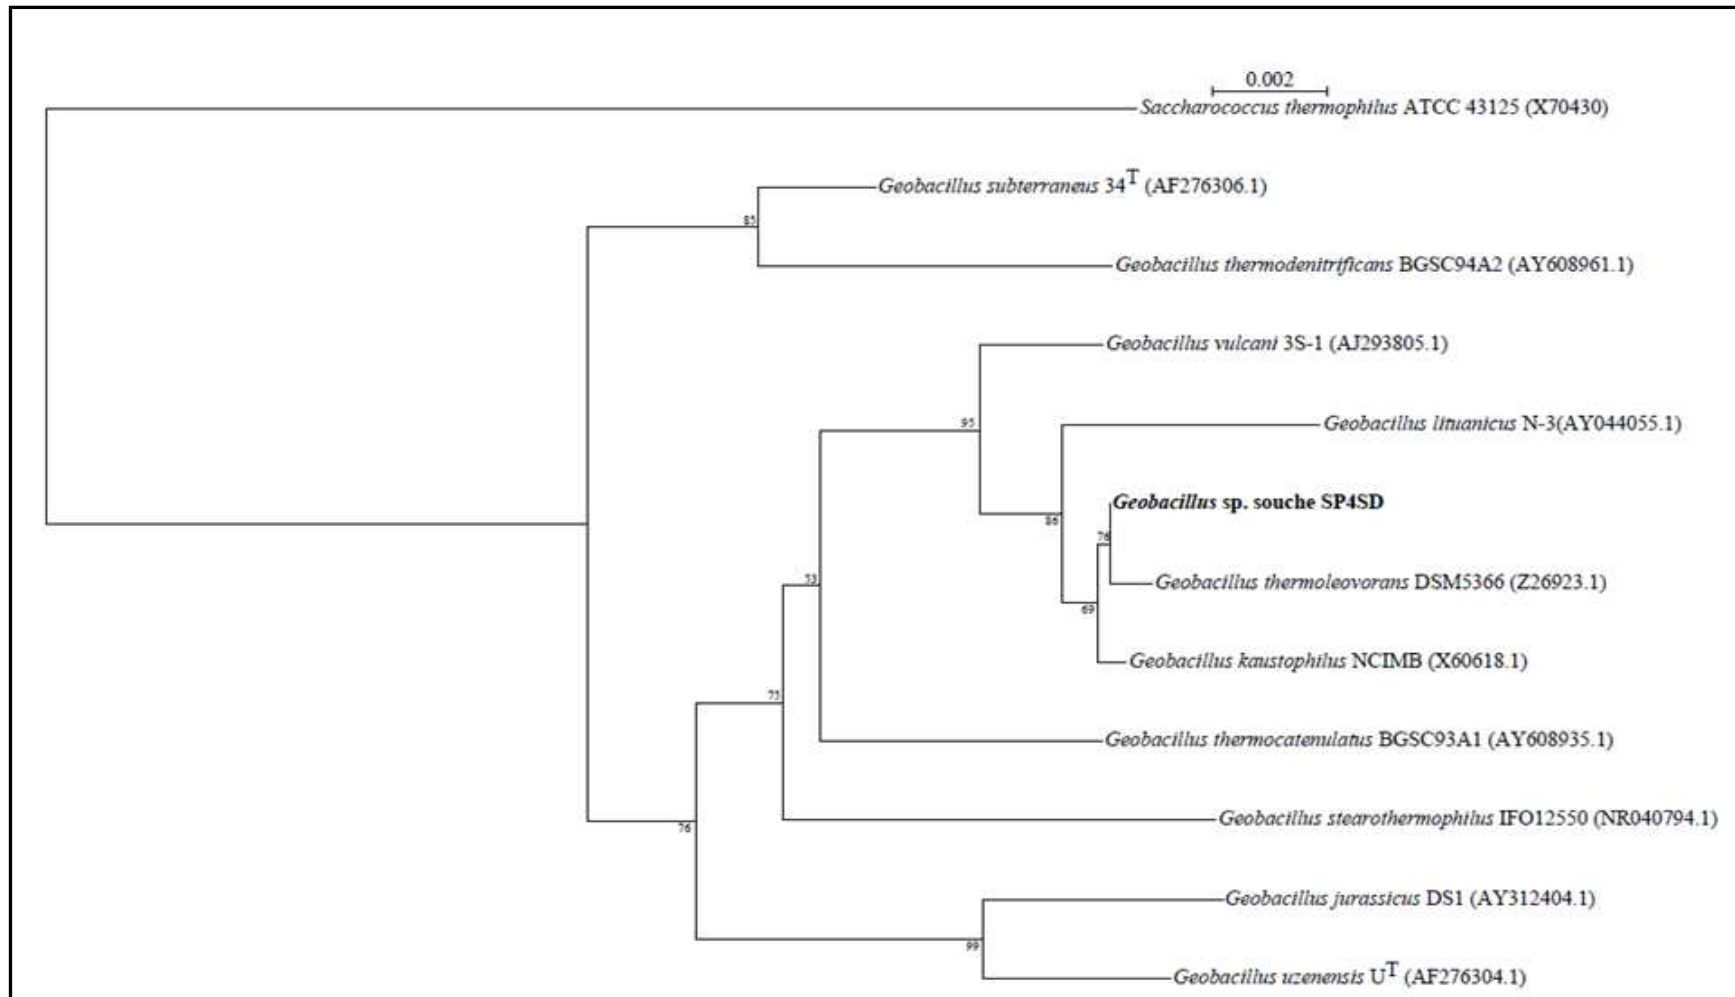 0.002
Saccharococcus thermophilus ATCC 43125 (X70430)
Geobacillus subterraneus 34T (AF276306.1)
85
Geobacillus thermodenitrificans BGSC94A2 (AY608961.1)
Geobacillus vulcani 3S-1 (AJ293805.1)
95
Geobacillus lituanicus N-3(AY044055.1)
Geobacillus sp. souche SP4SD
86
76
Geobacillus thermoleovorans DSM5366 (Z26923.1)
53
69
Geobacillus kaustophilus NCIMB (X60618.1)
73
Geobacillus thermocatenulatus BGSC93A1 (AY608935.1)
Geobacillus stearothermophilus IFO12550 (NR040794.1)
76
Geobacillus jurassicus DS1 (AY312404.1)
99
Geobacillus uzenensis UT (AF276304.1)